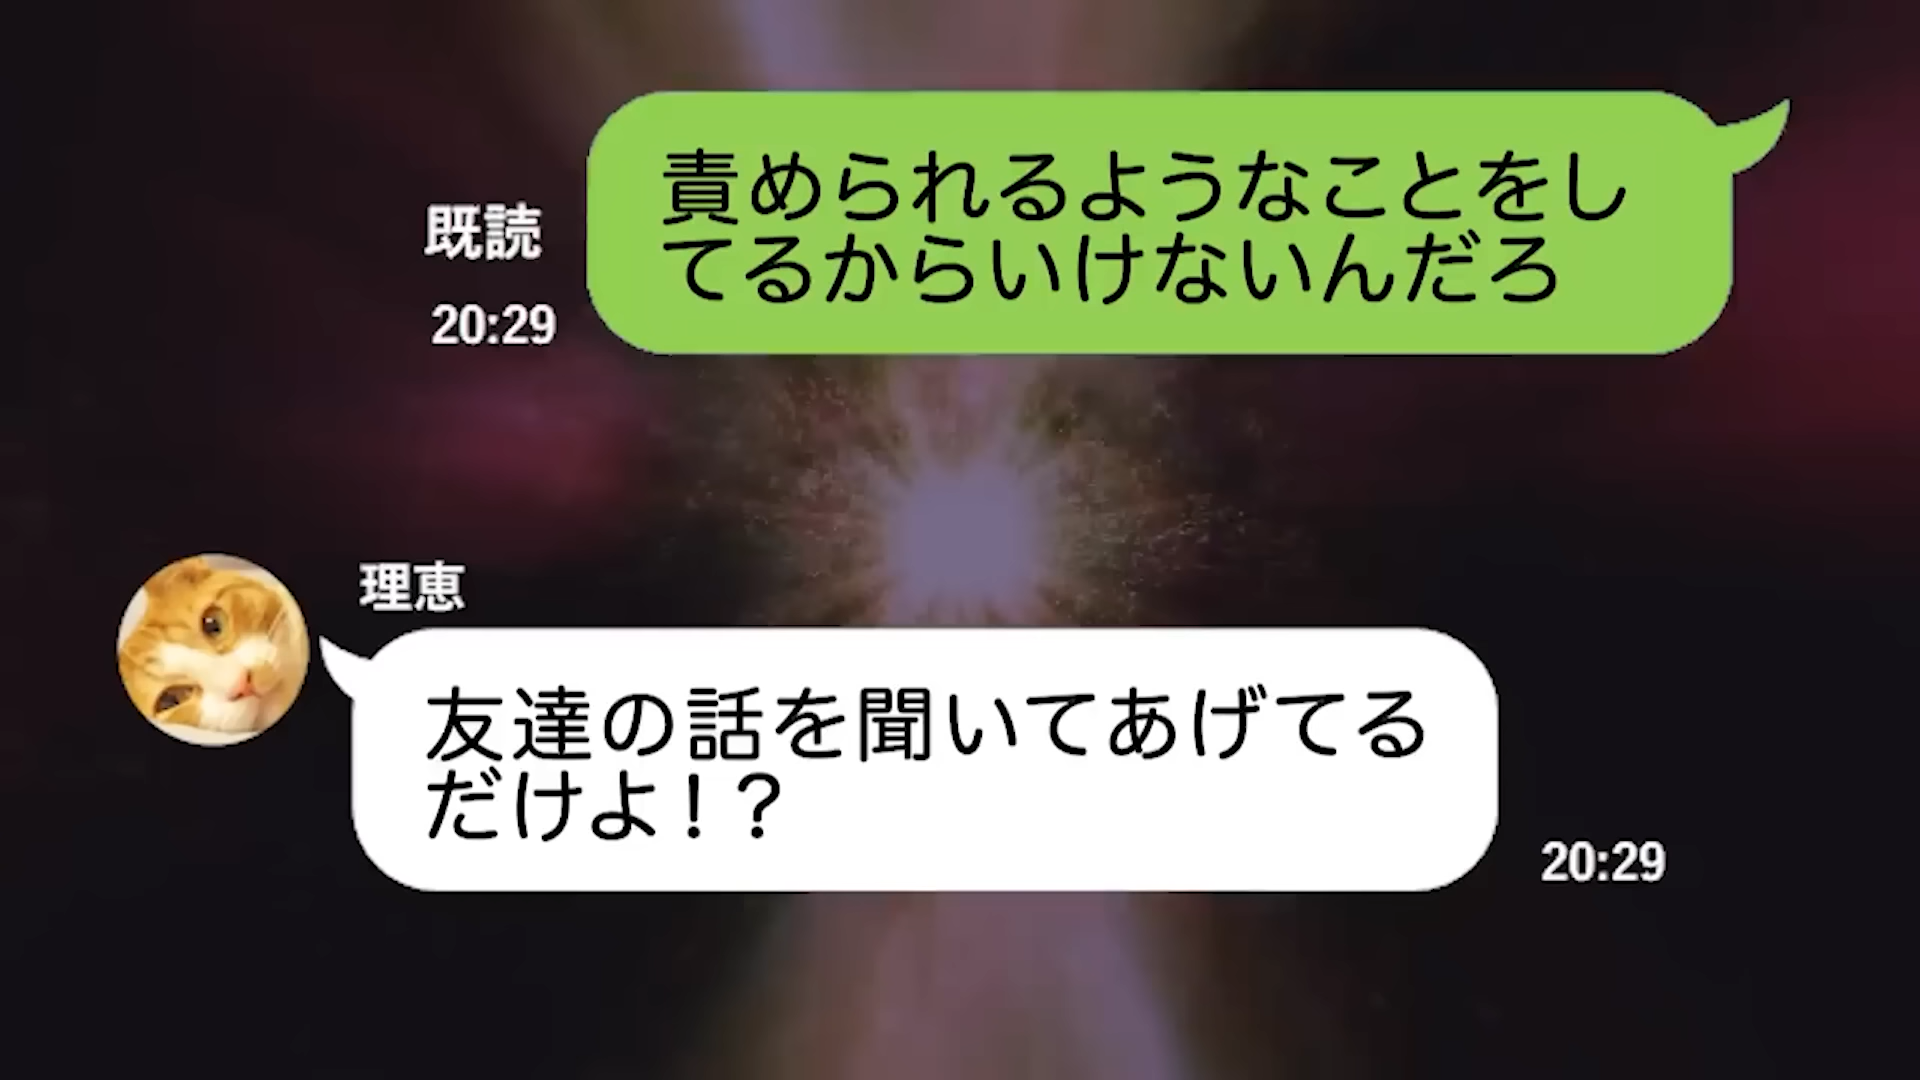 責められるようなことをし
てるからいけないんだろ
既読
20:29
理恵
友達の話を聞いてあげてる
だけよ！？
20:29